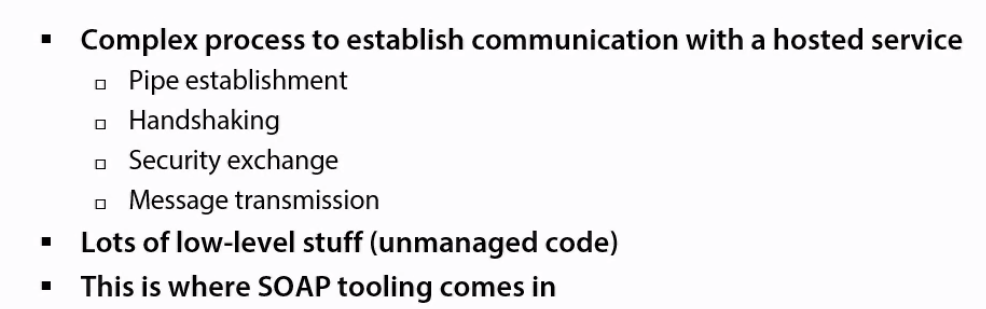 ▪ Complex process to establish communication with a hosted service
▫ Pipe establishment
▫ Handshaking
▫ Security exchange
▫ Message transmission
▪ Lots of low-level stuff (unmanaged code)
▪ This is where SOAP tooling comes in